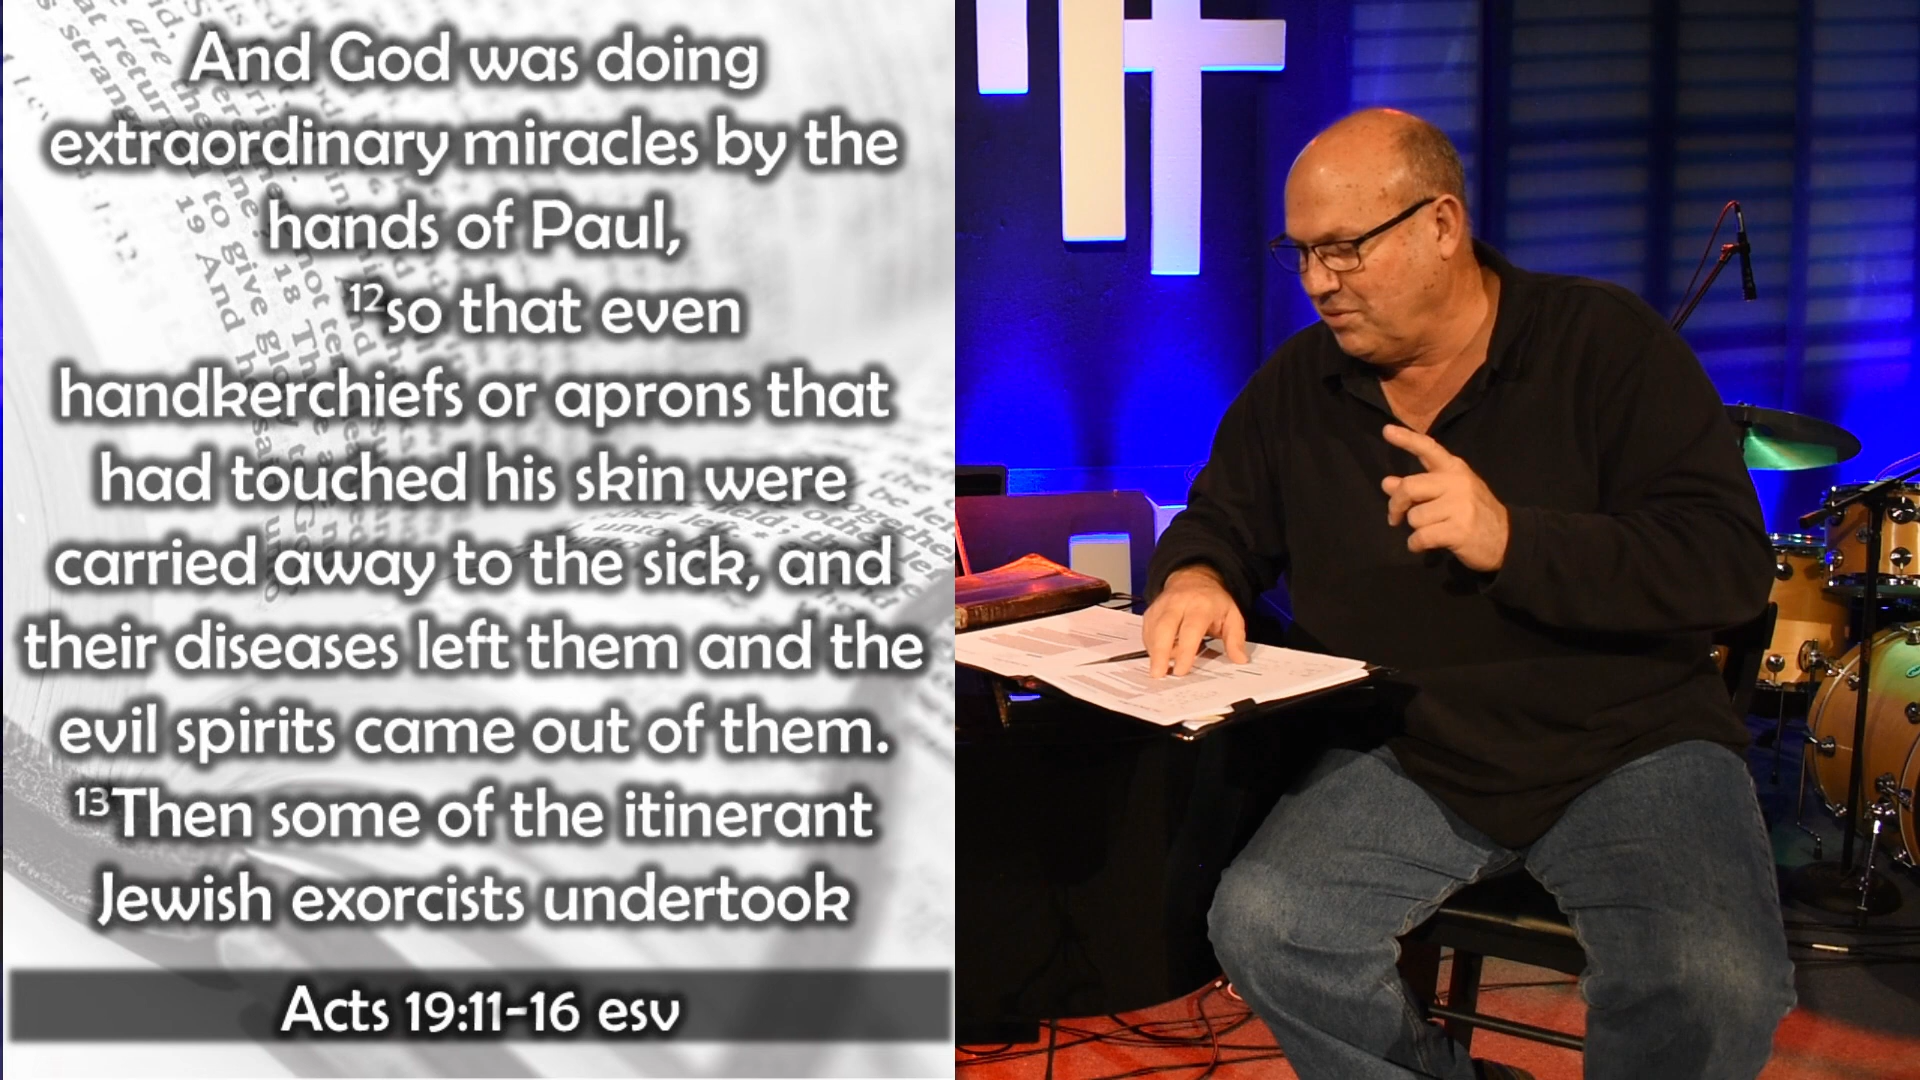 And God was doing
extraordinary miracles by the
hands of Paul,
¹²so that even
handkerchiefs or aprons that
had touched his skin were
carried away to the sick, and
their diseases left them and the
evil spirits came out of them.
¹³Then some of the itinerant
Jewish exorcists undertook
Acts 19:11-16 esv